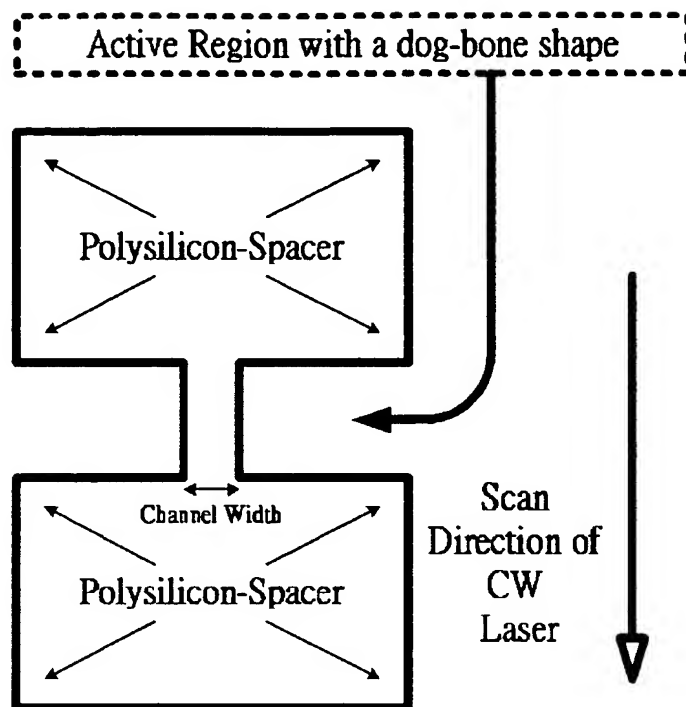 Active Region with a dog-bone shape
Polysilicon-Spacer
Channel Width
Polysilicon-Spacer
Scan
Direction of
CW
Laser